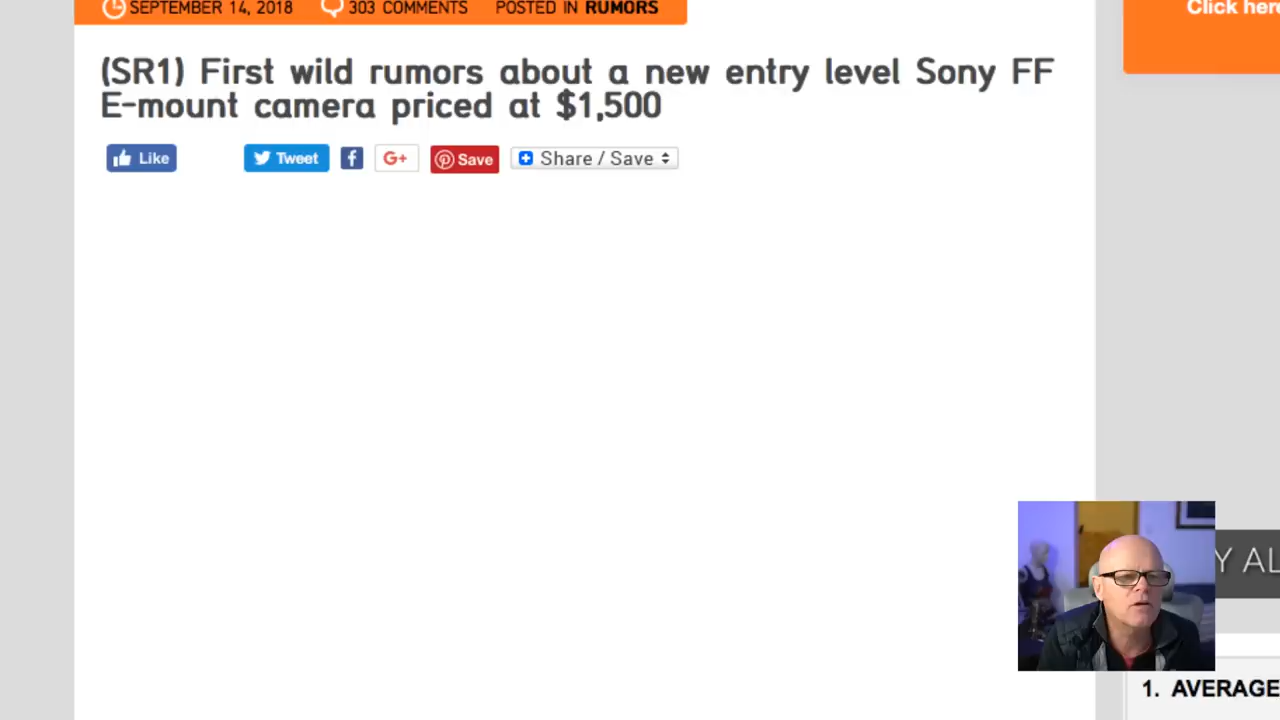 SEPTEMBER 14, 2018 303 COMMENTS POSTED IN RUMORS
Click here
(SR1) First wild rumors about a new entry level Sony FF
E-mount camera priced at $1,500
Like Tweet f G+ Save Share / Save
Y AL
1. AVERAGE